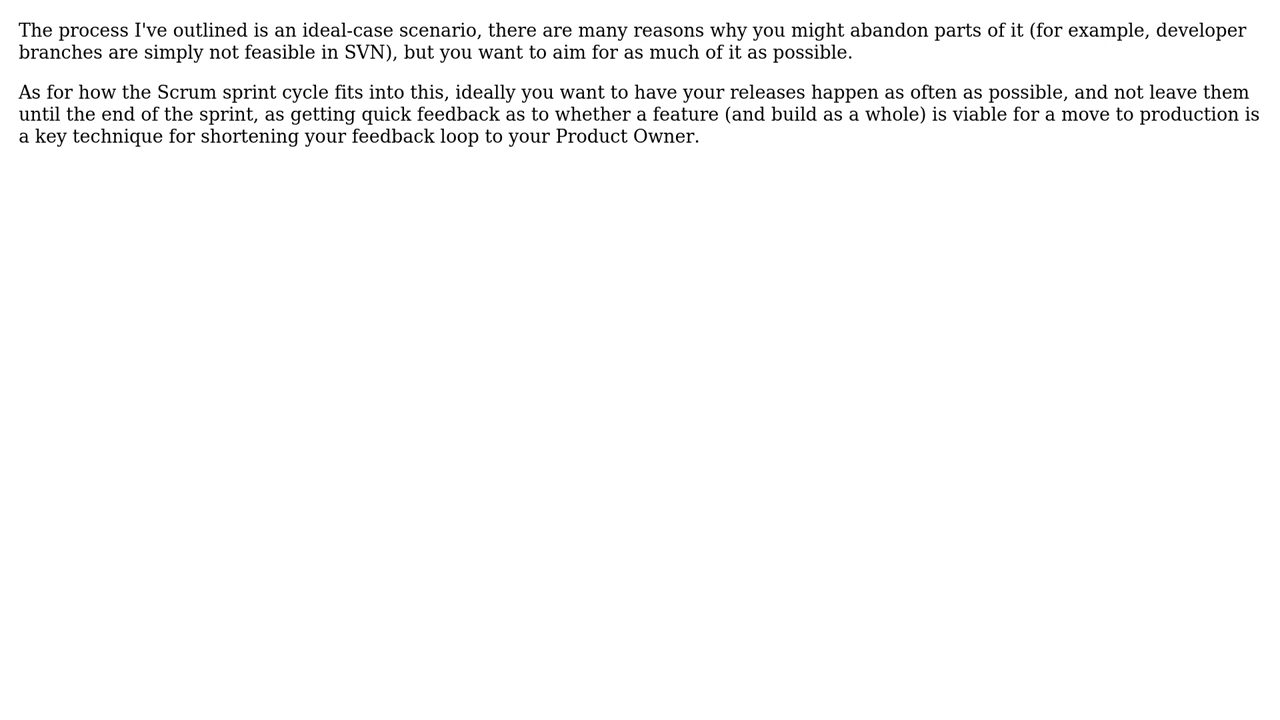 The process I've outlined is an ideal-case scenario, there are many reasons why you might abandon parts of it (for example, developer
branches are simply not feasible in SVN), but you want to aim for as much of it as possible.
As for how the Scrum sprint cycle fits into this, ideally you want to have your releases happen as often as possible, and not leave them
until the end of the sprint, as getting quick feedback as to whether a feature (and build as a whole) is viable for a move to production is
a key technique for shortening your feedback loop to your Product Owner.